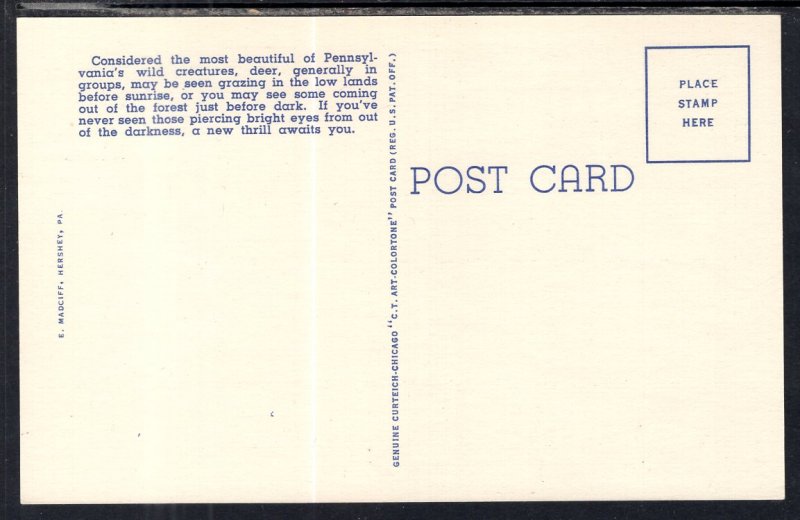 Considered the most beautiful of Pennsyl-
vania's wild creatures, deer, generally in
groups, may be seen grazing in the low lands
before sunrise, or you may see some coming
out of the forest just before dark. If you've
never seen those piercing bright eyes from out
of the darkness, a new thrill awaits you.
E. MADCIFF, HERSHEY, PA.
GENUINE CURTEICH-CHICAGO "C.T. ART-COLORTONE" POST CARD (REG. U.S. PAT. OFF.)
POST CARD
PLACE
STAMP
HERE